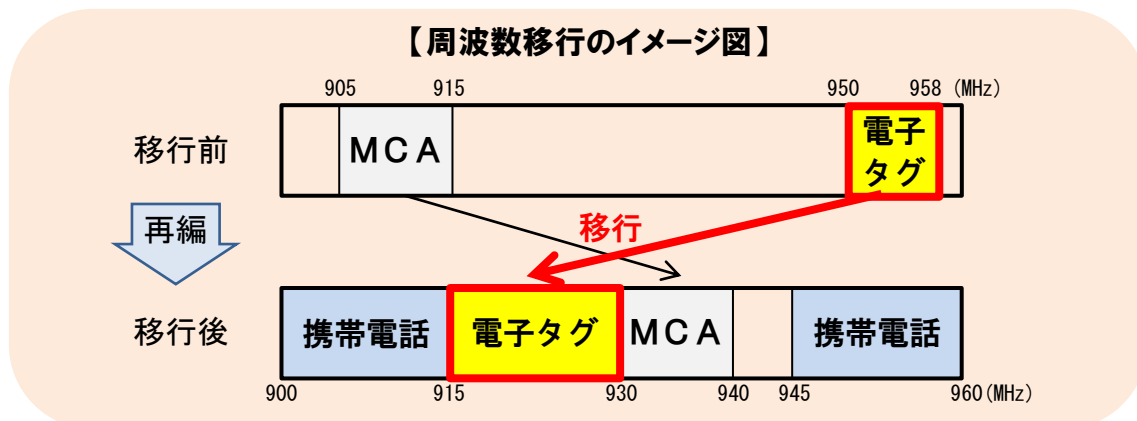 【周波数移行のイメージ図】
905 915 950 958 (MHz)
移行前
MCA
電子
タグ
再編
移行
移行後
携帯電話 電子タグ MCA 携帯電話
900 915 930 940 945 960(MHz)